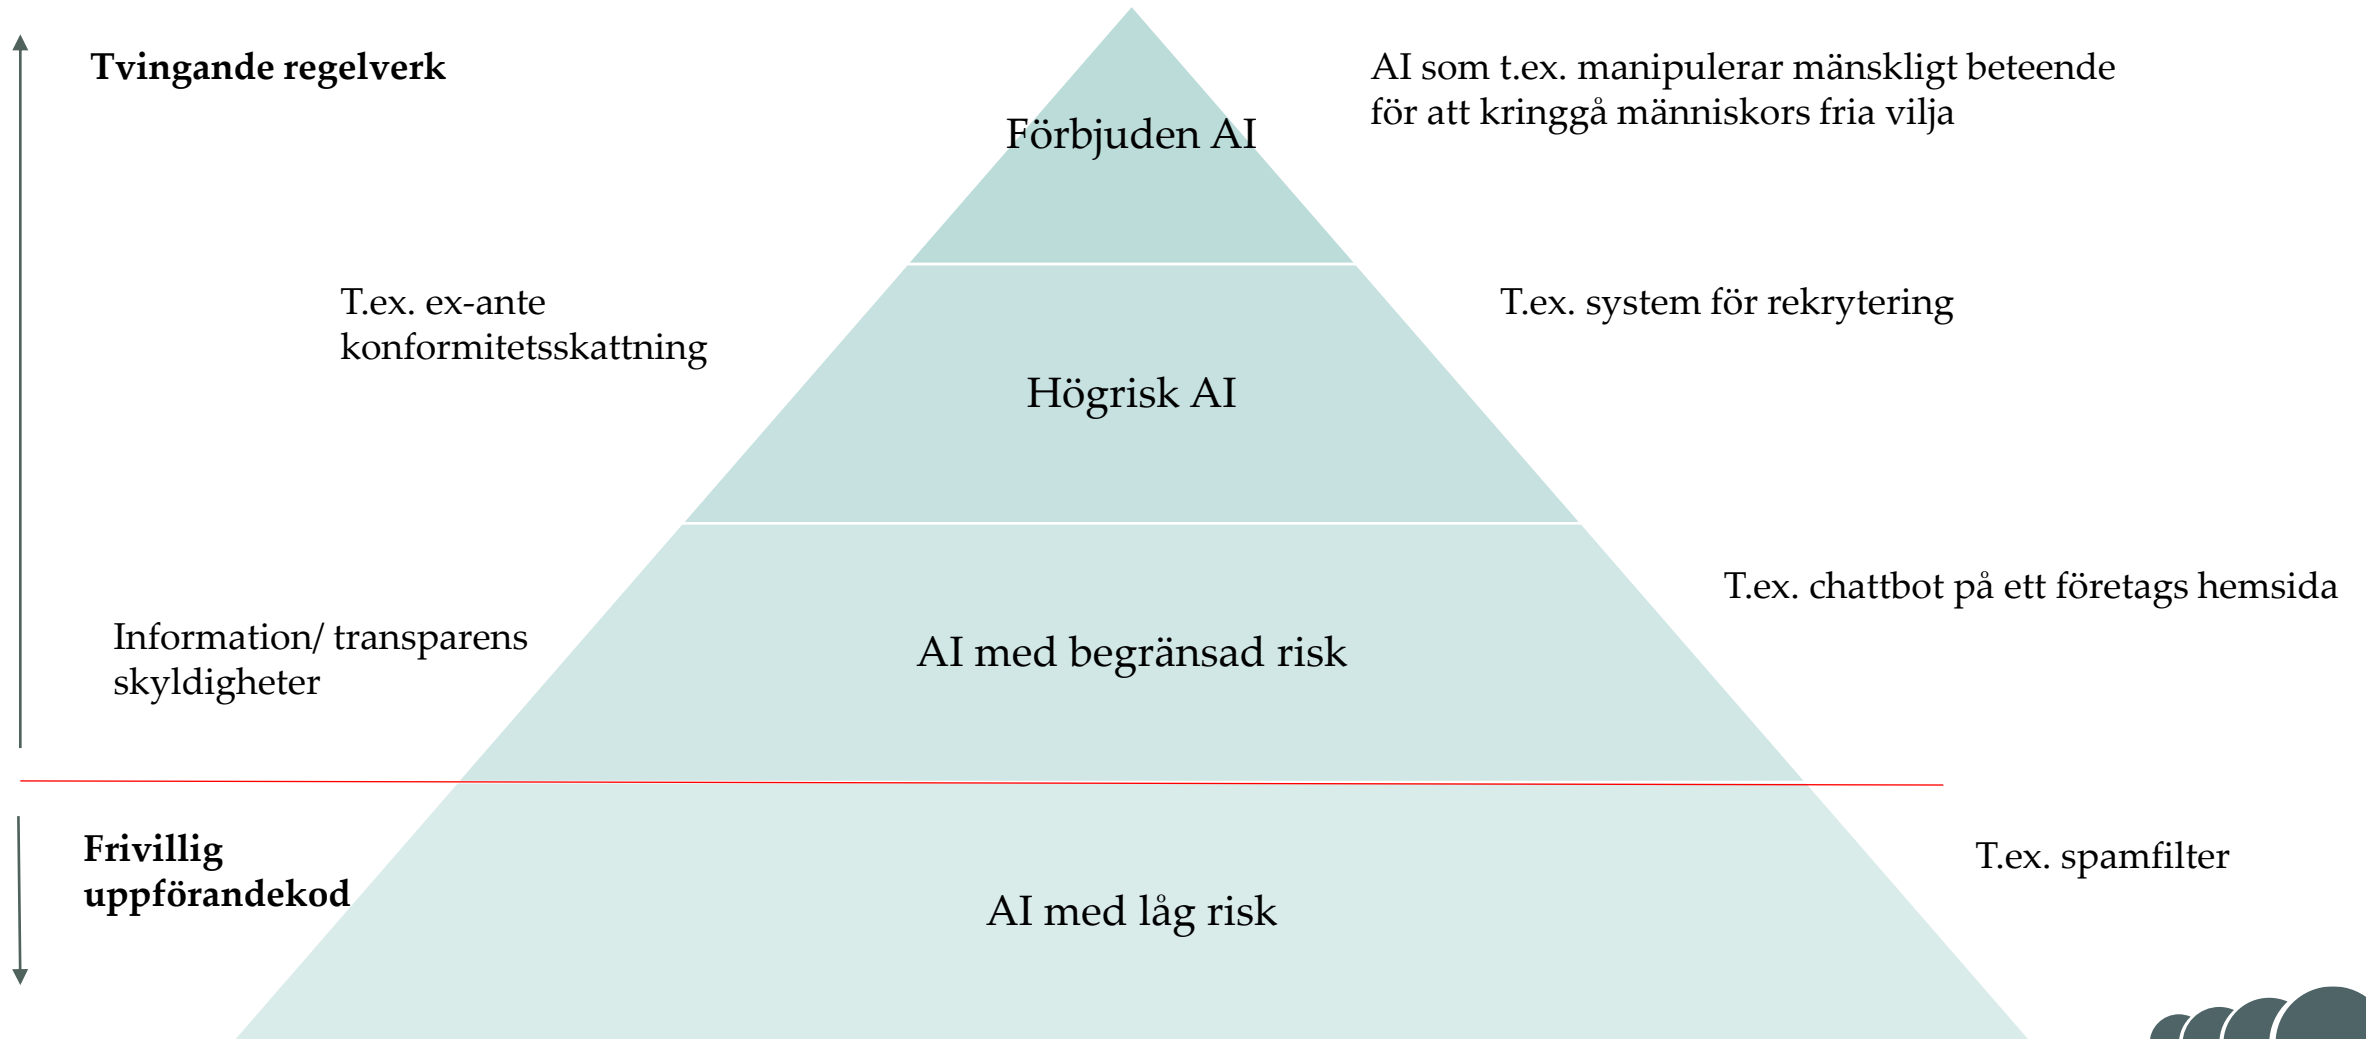 Tvingande regelverk
AI som t.ex. manipulerar mänskligt beteende
för att kringgå människors fria vilja
Förbjuden AI
T.ex. ex-ante
konformitetsskattning
T.ex. system för rekrytering
Högrisk AI
T.ex. chattbot på ett företags hemsida
Information/ transparens
skyldigheter
AI med begränsad risk
Frivillig
uppförandekod
T.ex. spamfilter
AI med låg risk